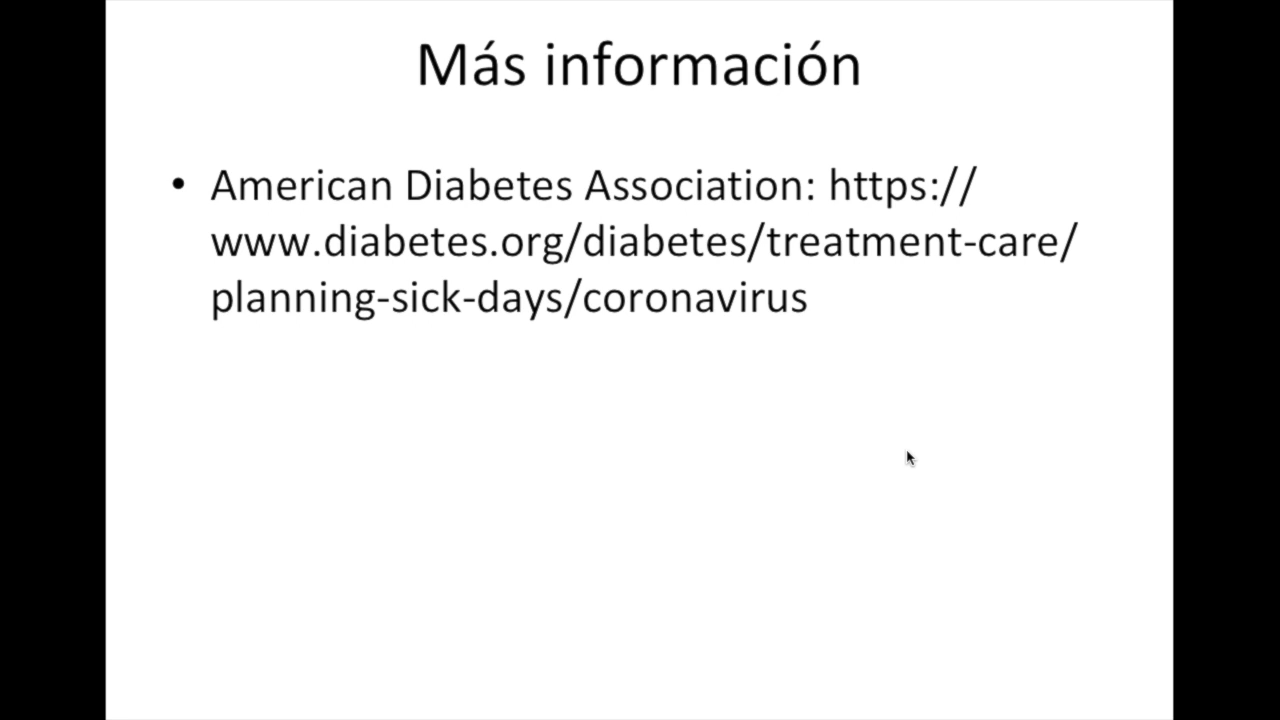 Más información
• American Diabetes Association: https://
www.diabetes.org/diabetes/treatment-care/
planning-sick-days/coronavirus